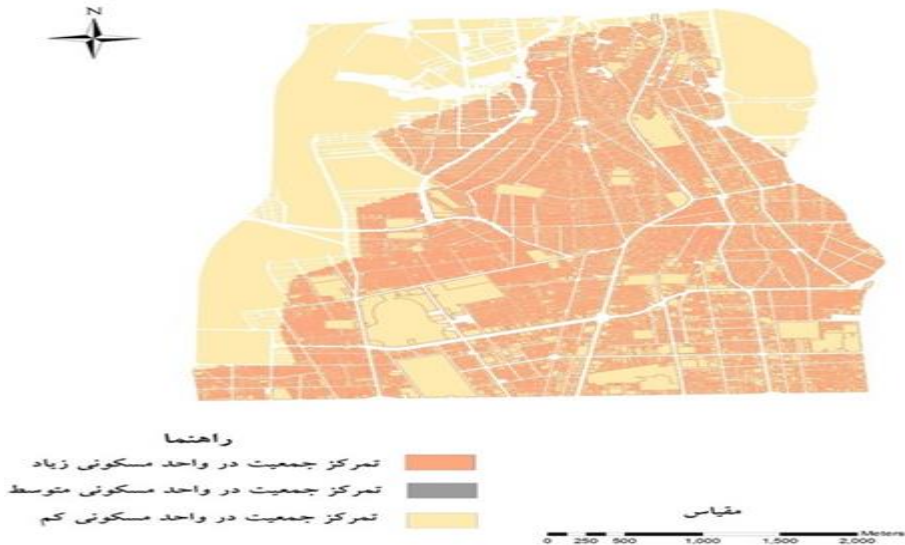 N
راهنما
تمرکز جمعیت در واحد مسکونی زیاد
تمرکز جمعیت در واحد مسکونی متوسط
تمرکز جمعیت در واحد مسکونی کم
مقیاس
0 250 500 1,000 1,500 2,000 Meters